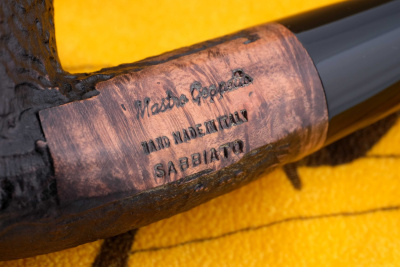 Mastro Geppetto
HAND MADE IN ITALY
SABBIATO